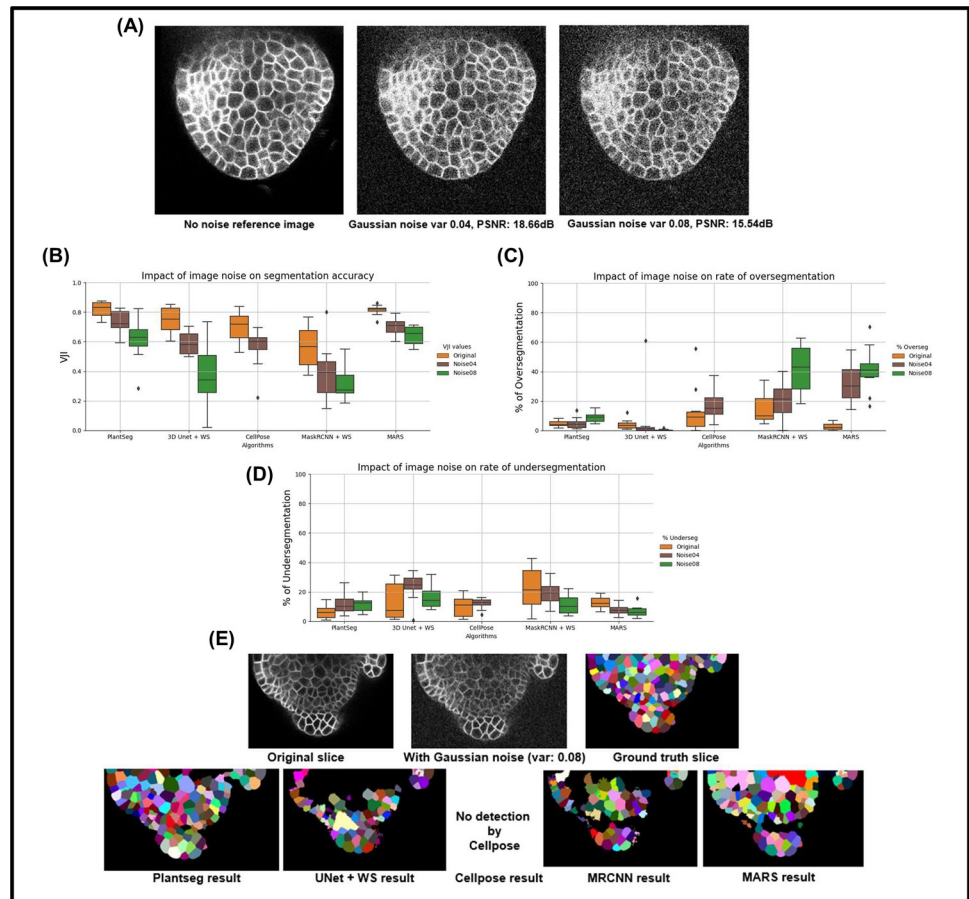 (A)
No noise reference image
Gaussian noise var 0.04, PSNR: 18.66dB
Gaussian noise var 0.08, PSNR: 15.54dB
(B)
Impact of image noise on segmentation accuracy
VJI
1.0
0.8
0.6
0.4
0.2
0.0
PlantSeg
3D Unet + WS
CellPose
MaskRCNN + WS
MARS
Algorithms
VJI values
Original
Noise04
Noise08
(C)
Impact of image noise on rate of oversegmentation
% of Oversegmentation
100
80
60
40
20
0
PlantSeg
3D Unet + WS
CellPose
MaskRCNN + WS
MARS
Algorithms
% Overseg
Original
Noise04
Noise08
(D)
Impact of image noise on rate of undersegmentation
% of Undersegmentation
100
80
60
40
20
0
PlantSeg
3D Unet + WS
CellPose
MaskRCNN + WS
MARS
Algorithms
% Underseg
Original
Noise04
Noise08
(E)
Original slice
With Gaussian noise (var: 0.08)
Ground truth slice
No detection
by
Cellpose
Plantseg result
UNet + WS result
Cellpose result
MRCNN result
MARS result